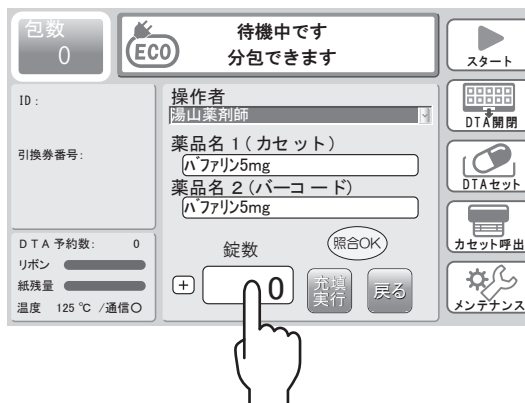 包数
0
ECO
待機中です
分包できます
スタート
ID :
引換券番号:
操作者
湯山薬剤師
薬品名 1 ( カセット )
バファリン5mg
薬品名 2 (バーコード)
バファリン5mg
DTA開閉
DTAセット
カセット呼出
メンテナンス
DTA 予約数: 0
リボン
紙残量
温度 125 ℃ /通信○
錠数
照合OK
+
0
充填
実行
戻る